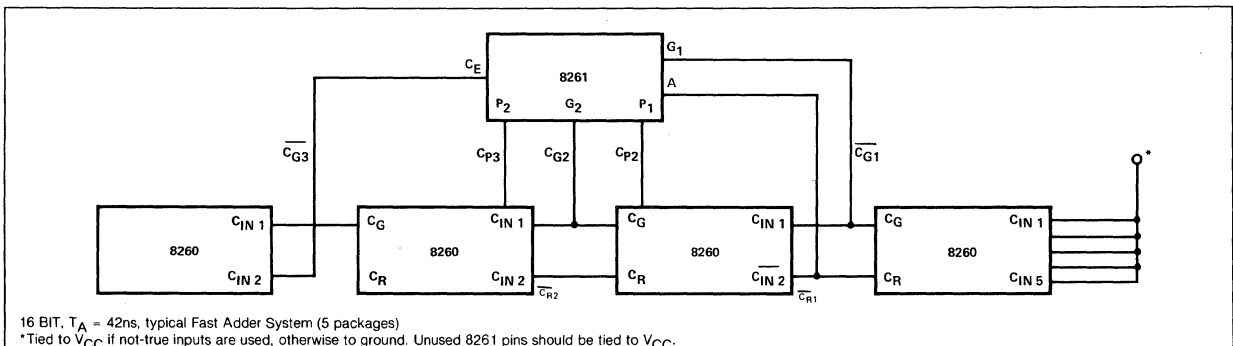 G1
CE
8261
A
P2 G2 P1
CG3 CP3 CG2 CP2 CG1
*
CIN 1 CG CIN 1 CG CIN 1 CG CIN 1
8260 8260 8260 8260
CIN 2 CR CIN 2 CR CIN 2 CR CIN 5
CR2 CR1
16 BIT, TA = 42ns, typical Fast Adder System (5 packages)
*Tied to VCC if not-true inputs are used, otherwise to ground. Unused 8261 pins should be tied to VCC.